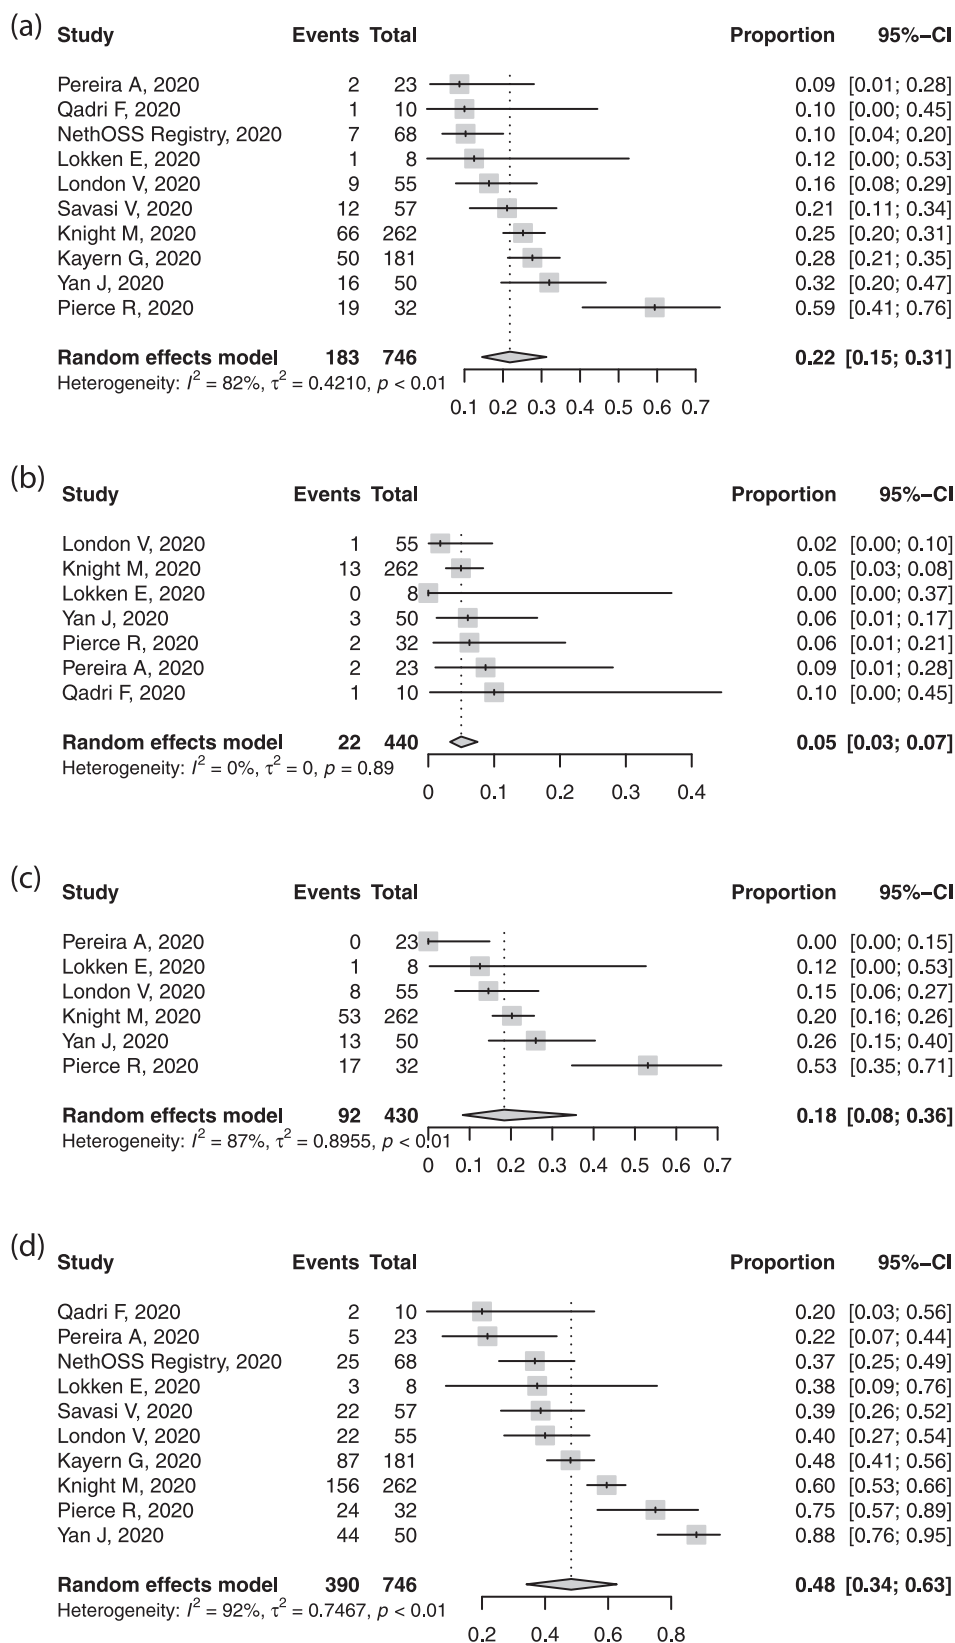 (a)
Study Events Total Proportion 95%−CI
Pereira A, 2020 2 23 0.09 [0.01; 0.28]
Qadri F, 2020 1 10 0.10 [0.00; 0.45]
NethOSS Registry, 2020 7 68 0.10 [0.04; 0.20]
Lokken E, 2020 1 8 0.12 [0.00; 0.53]
London V, 2020 9 55 0.16 [0.08; 0.29]
Savasi V, 2020 12 57 0.21 [0.11; 0.34]
Knight M, 2020 66 262 0.25 [0.20; 0.31]
Kayern G, 2020 50 181 0.28 [0.21; 0.35]
Yan J, 2020 16 50 0.32 [0.20; 0.47]
Pierce R, 2020 19 32 0.59 [0.41; 0.76]
Random effects model 183 746 0.22 [0.15; 0.31]
Heterogeneity: I² = 82%, τ² = 0.4210, p < 0.01
0.1 0.2 0.3 0.4 0.5 0.6 0.7
(b)
Study Events Total Proportion 95%−CI
London V, 2020 1 55 0.02 [0.00; 0.10]
Knight M, 2020 13 262 0.05 [0.03; 0.08]
Lokken E, 2020 0 8 0.00 [0.00; 0.37]
Yan J, 2020 3 50 0.06 [0.01; 0.17]
Pierce R, 2020 2 32 0.06 [0.01; 0.21]
Pereira A, 2020 2 23 0.09 [0.01; 0.28]
Qadri F, 2020 1 10 0.10 [0.00; 0.45]
Random effects model 22 440 0.05 [0.03; 0.07]
Heterogeneity: I² = 0%, τ² = 0, p = 0.89
0 0.1 0.2 0.3 0.4
(c)
Study Events Total Proportion 95%−CI
Pereira A, 2020 0 23 0.00 [0.00; 0.15]
Lokken E, 2020 1 8 0.12 [0.00; 0.53]
London V, 2020 8 55 0.15 [0.06; 0.27]
Knight M, 2020 53 262 0.20 [0.16; 0.26]
Yan J, 2020 13 50 0.26 [0.15; 0.40]
Pierce R, 2020 17 32 0.53 [0.35; 0.71]
Random effects model 92 430 0.18 [0.08; 0.36]
Heterogeneity: I² = 87%, τ² = 0.8955, p < 0.01
0 0.1 0.2 0.3 0.4 0.5 0.6 0.7
(d)
Study Events Total Proportion 95%−CI
Qadri F, 2020 2 10 0.20 [0.03; 0.56]
Pereira A, 2020 5 23 0.22 [0.07; 0.44]
NethOSS Registry, 2020 25 68 0.37 [0.25; 0.49]
Lokken E, 2020 3 8 0.38 [0.09; 0.76]
Savasi V, 2020 22 57 0.39 [0.26; 0.52]
London V, 2020 22 55 0.40 [0.27; 0.54]
Kayern G, 2020 87 181 0.48 [0.41; 0.56]
Knight M, 2020 156 262 0.60 [0.53; 0.66]
Pierce R, 2020 24 32 0.75 [0.57; 0.89]
Yan J, 2020 44 50 0.88 [0.76; 0.95]
Random effects model 390 746 0.48 [0.34; 0.63]
Heterogeneity: I² = 92%, τ² = 0.7467, p < 0.01
0.2 0.4 0.6 0.8